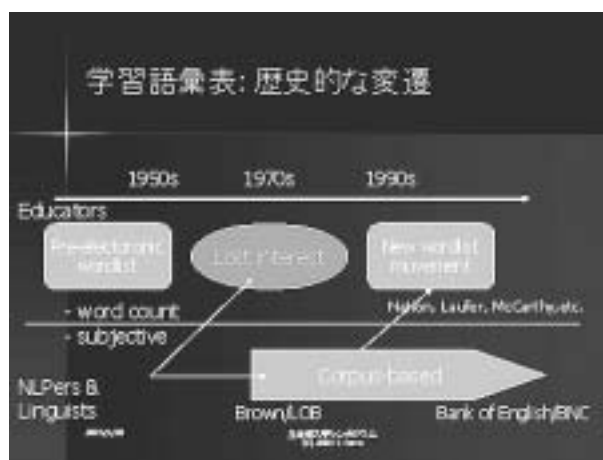 学習語彙表: 歴史的な変遷
1950s 1970s 1990s
Educators
Pre-electoronic
wordlist
Lost interest
New wordlist
movement
- word count
- subjective
Nation, Laufer, McCarthy,etc.
Corpus-based
NLPers &
Linguists
Brown/LOB
Bank of English/BNC